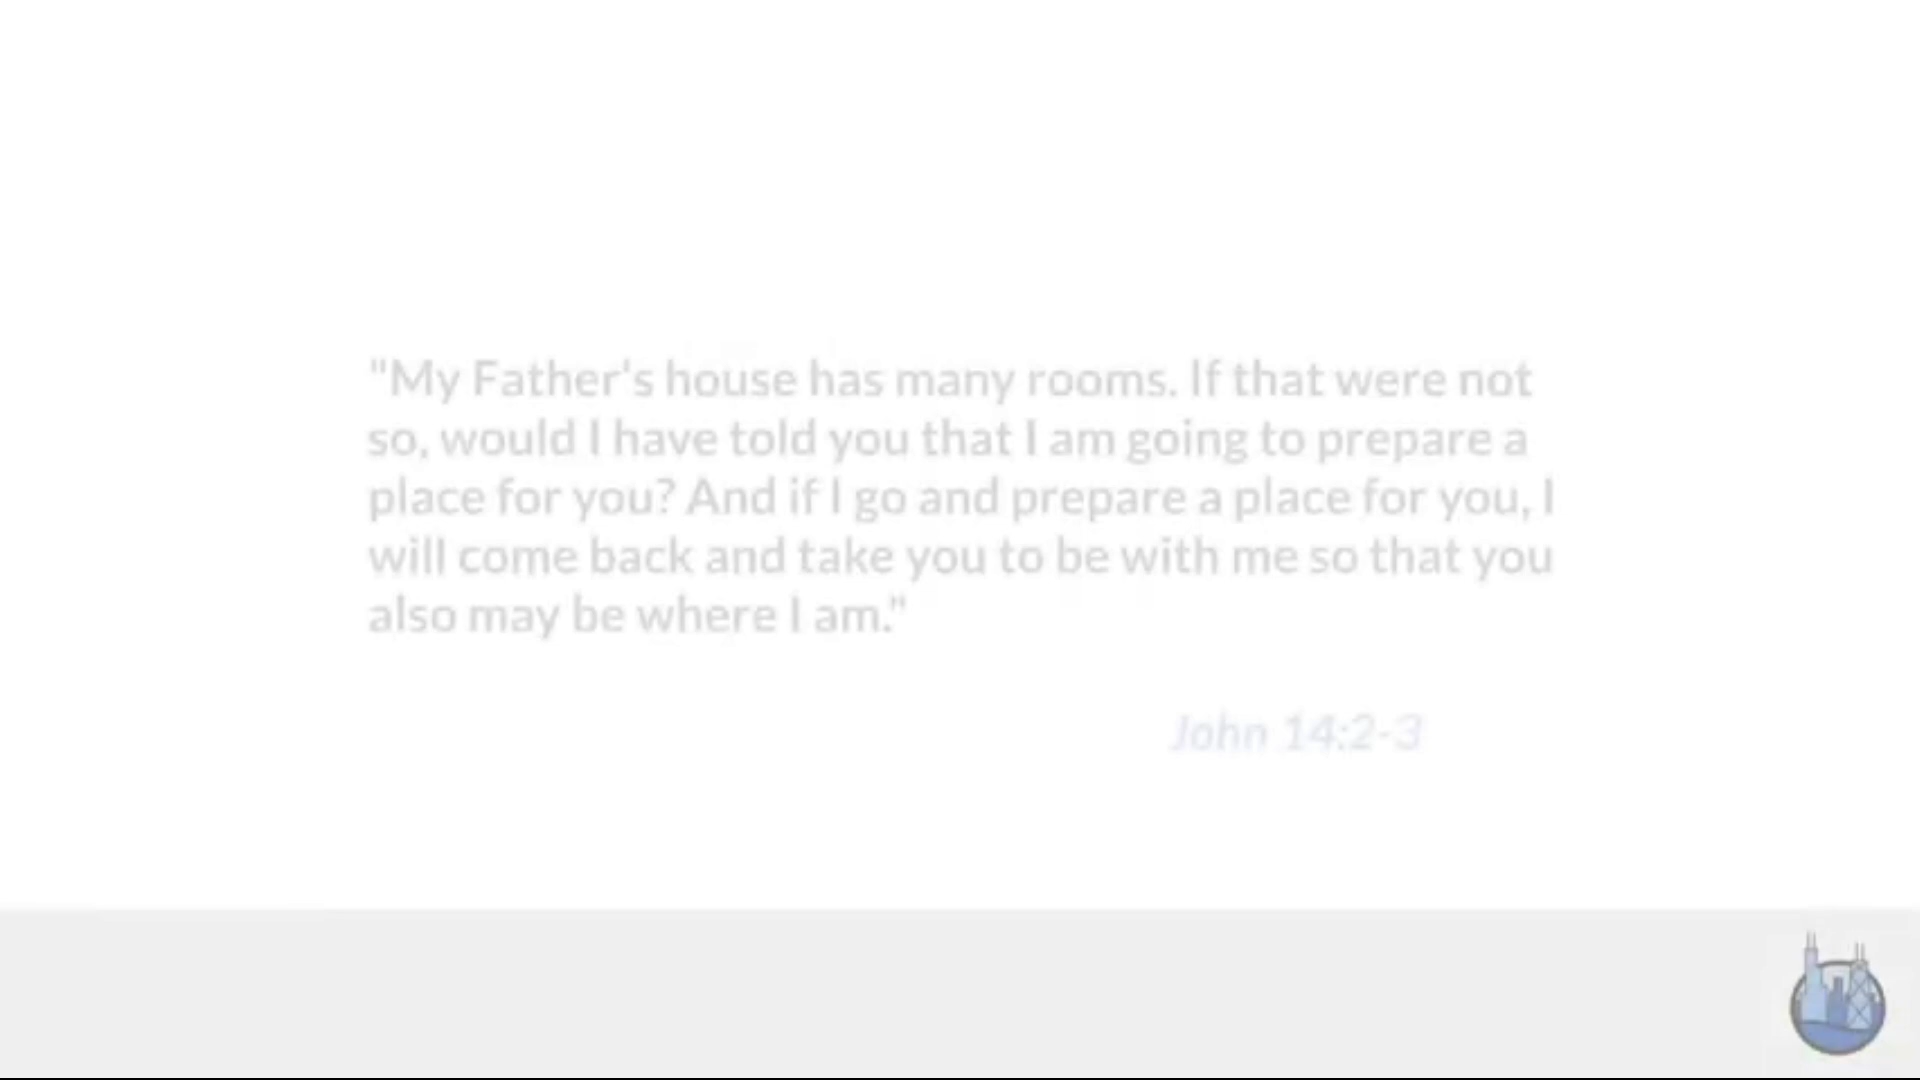 "My Father's house has many rooms. If that were not
so, would I have told you that I am going to prepare a
place for you? And if I go and prepare a place for you, I
will come back and take you to be with me so that you
also may be where I am."
John 14:2-3